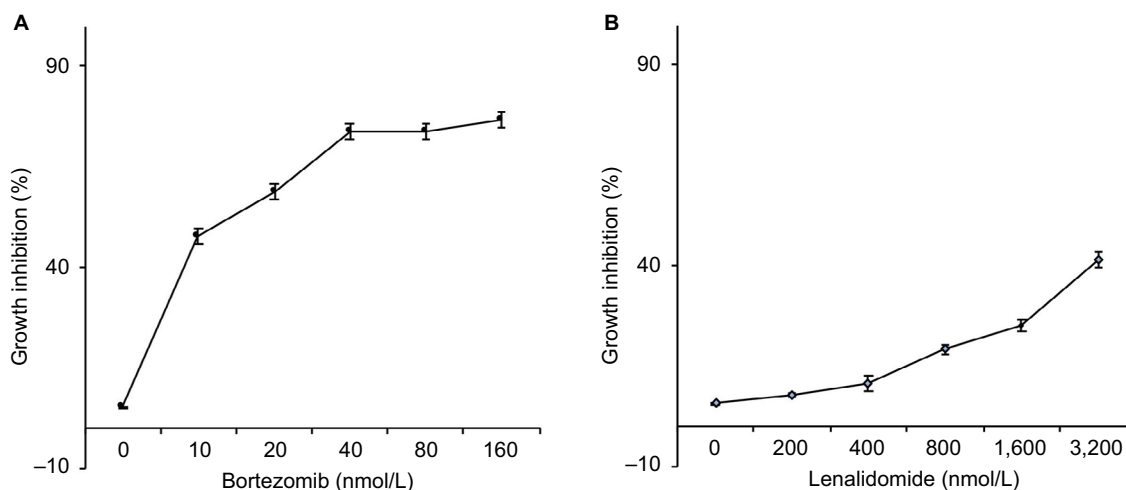 A
Growth inhibition (%)
90
40
–10
0 10 20 40 80 160
Bortezomib (nmol/L)
B
Growth inhibition (%)
90
40
–10
0 200 400 800 1,600 3,200
Lenalidomide (nmol/L)